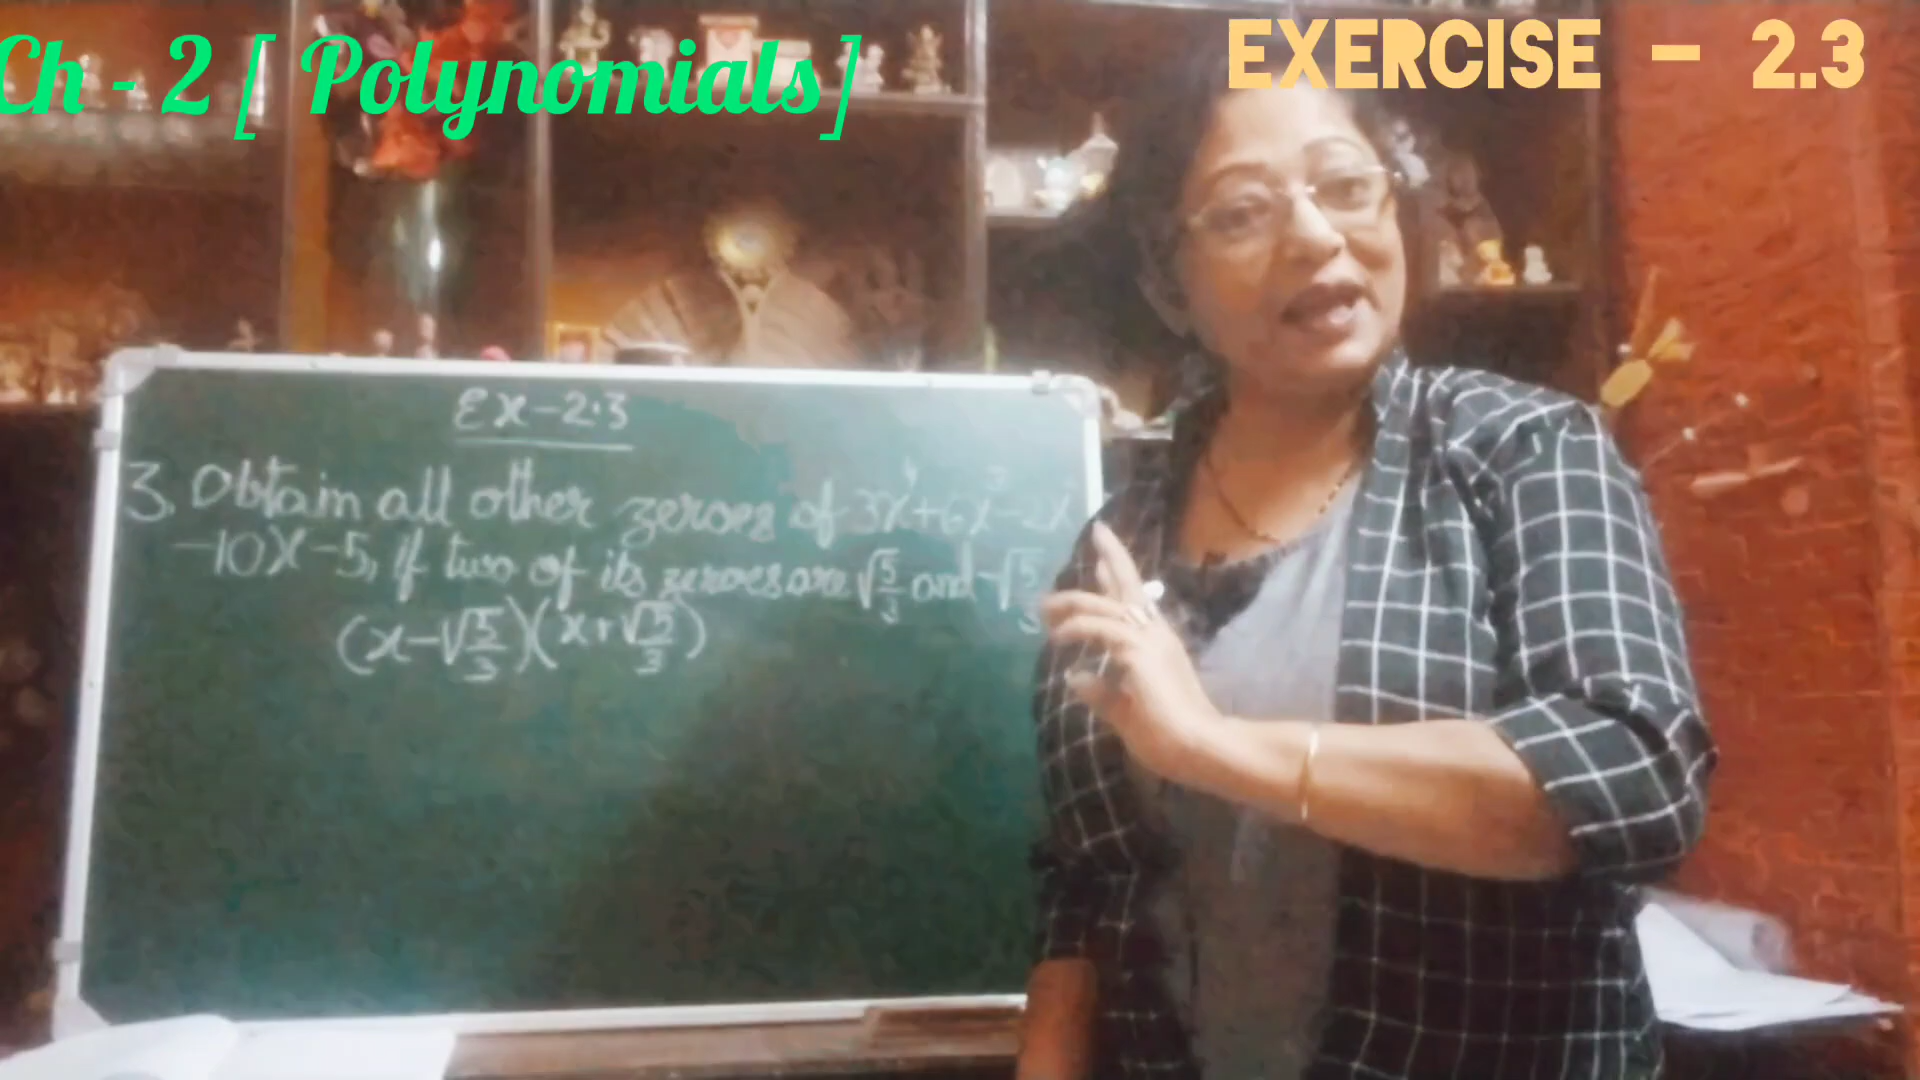 Ch - 2 [ Polynomials ]
EXERCISE - 2.3
Ex-2.3
3. Obtain all other zeroes of 3x⁴+6x³-2x
-10x-5, if two of its zeroes are √5/3 and -√5/3
(x-√5/3)(x+√5/3)